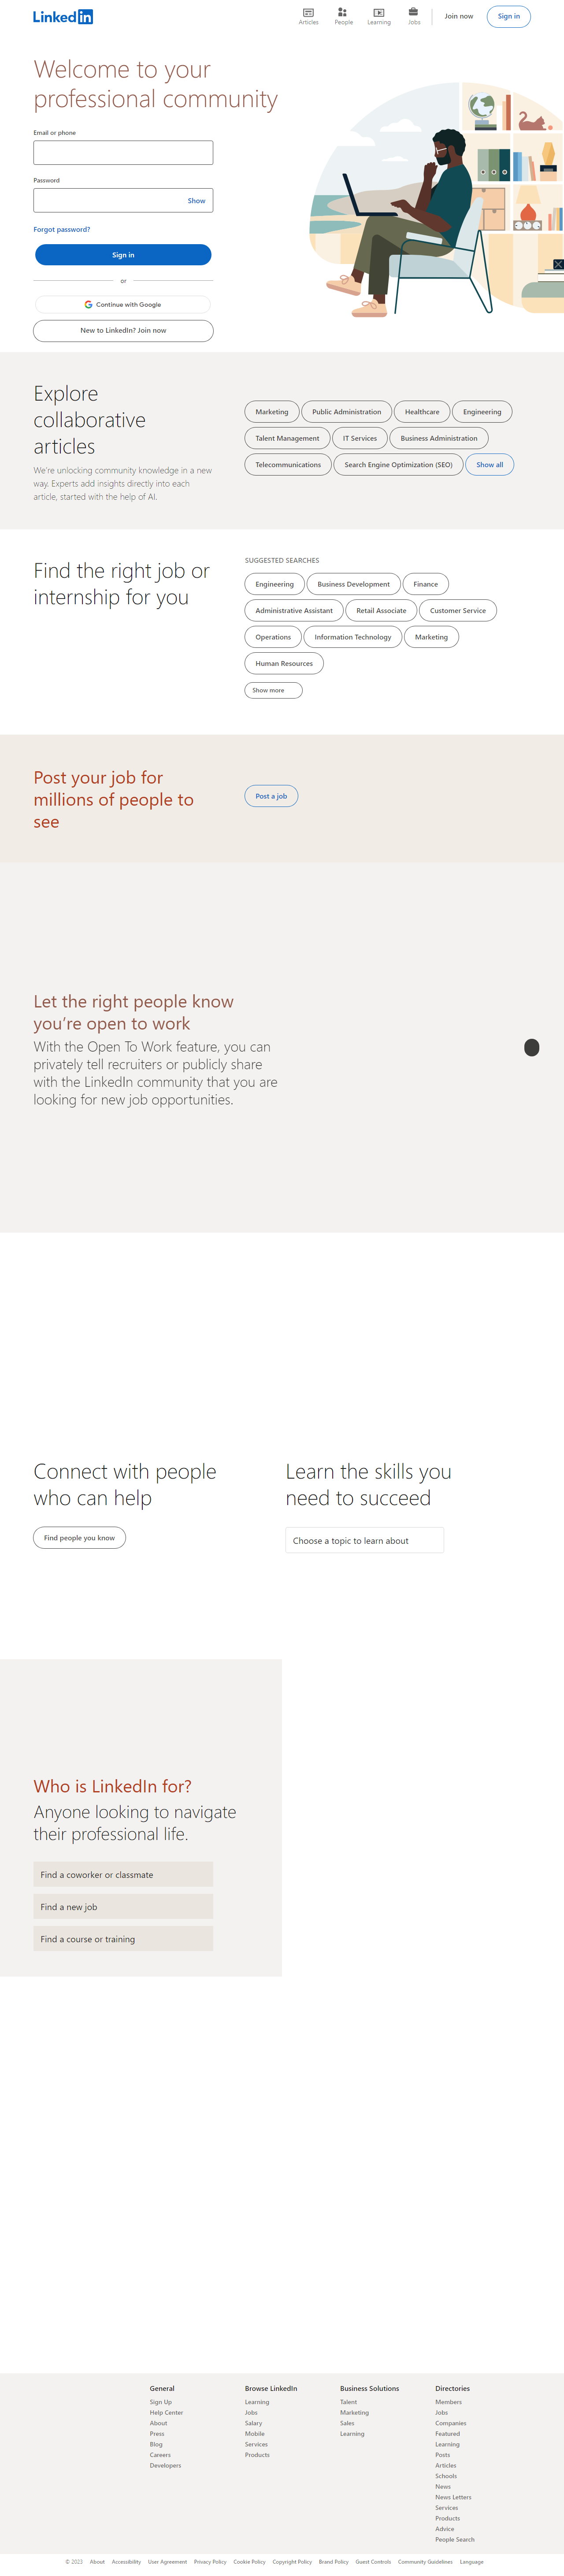 LinkedIn
Articles
People
Learning
Jobs
Join now
Sign in
Welcome to your
professional community
Email or phone
Password
Show
Forgot password?
Sign in
or
Continue with Google
New to LinkedIn? Join now
Explore
collaborative
articles
We're unlocking community knowledge in a new
way. Experts add insights directly into each
article, started with the help of AI.
Marketing Public Administration Healthcare Engineering
Talent Management IT Services Business Administration
Telecommunications Search Engine Optimization (SEO) Show all
Find the right job or
internship for you
SUGGESTED SEARCHES
Engineering Business Development Finance
Administrative Assistant Retail Associate Customer Service
Operations Information Technology Marketing
Human Resources
Show more
Post your job for
millions of people to
see
Post a job
Let the right people know
you're open to work
With the Open To Work feature, you can
privately tell recruiters or publicly share
with the LinkedIn community that you are
looking for new job opportunities.
Connect with people
who can help
Find people you know
Learn the skills you
need to succeed
Choose a topic to learn about
Who is LinkedIn for?
Anyone looking to navigate
their professional life.
Find a coworker or classmate
Find a new job
Find a course or training
General
Sign Up
Help Center
About
Press
Blog
Careers
Developers
Browse LinkedIn
Learning
Jobs
Salary
Mobile
Services
Products
Business Solutions
Talent
Marketing
Sales
Learning
Directories
Members
Jobs
Companies
Featured
Learning
Posts
Articles
Schools
News
News Letters
Services
Products
Advice
People Search
© 2023 About Accessibility User Agreement Privacy Policy Cookie Policy Copyright Policy Brand Policy Guest Controls Community Guidelines Language